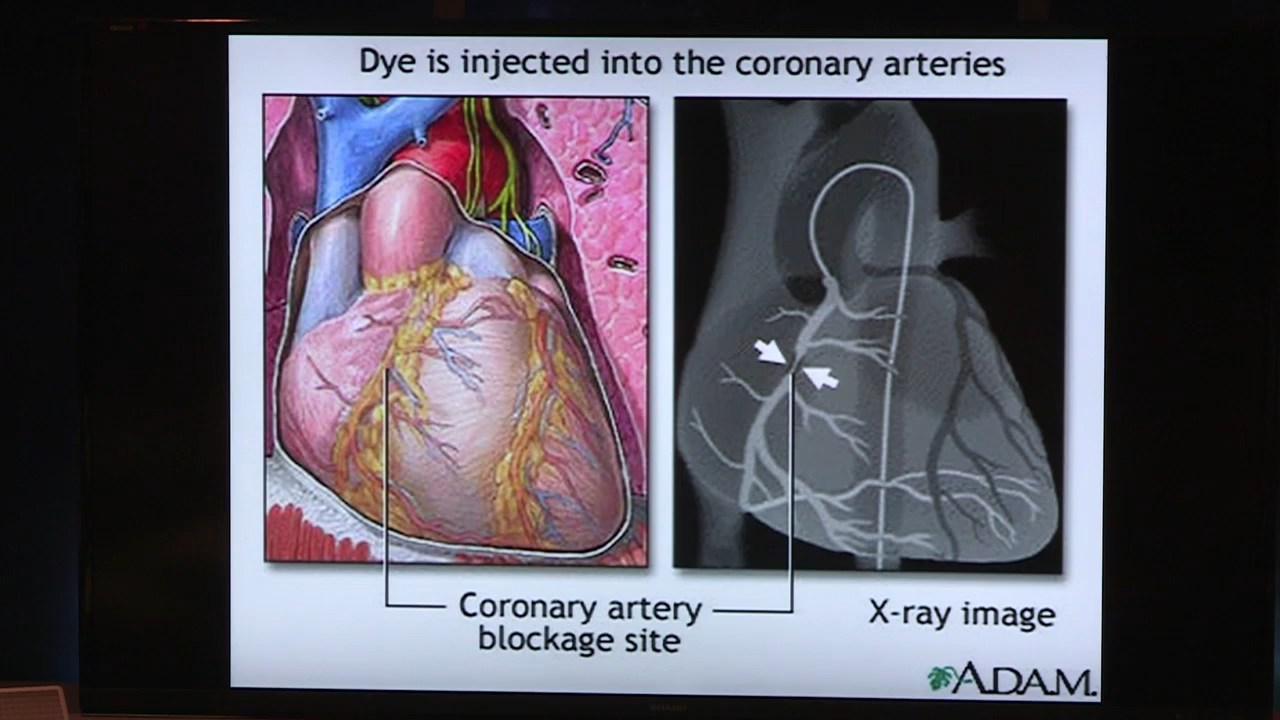 Dye is injected into the coronary arteries
Coronary artery
blockage site
X-ray image
A.D.A.M.